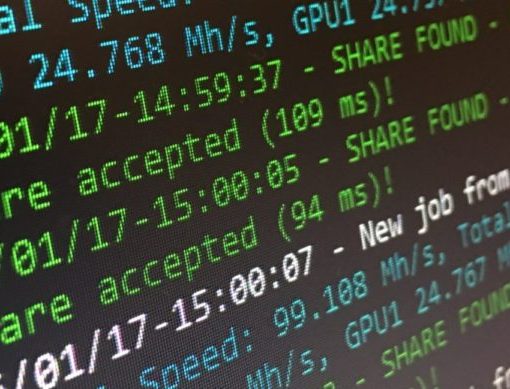 al Speed:
24.768 Mh/s, GPU1 24.7
01/17-14:59:37 - SHARE FOUND -
re accepted (109 ms)!
/01/17-15:00:05 - SHARE FOUND -
are accepted (94 ms)!
/01/17-15:00:07 - New job from
Speed: 99.108 Mh/s, Total
Mh/s, GPU1 24.767 M
- SHARE FOUND